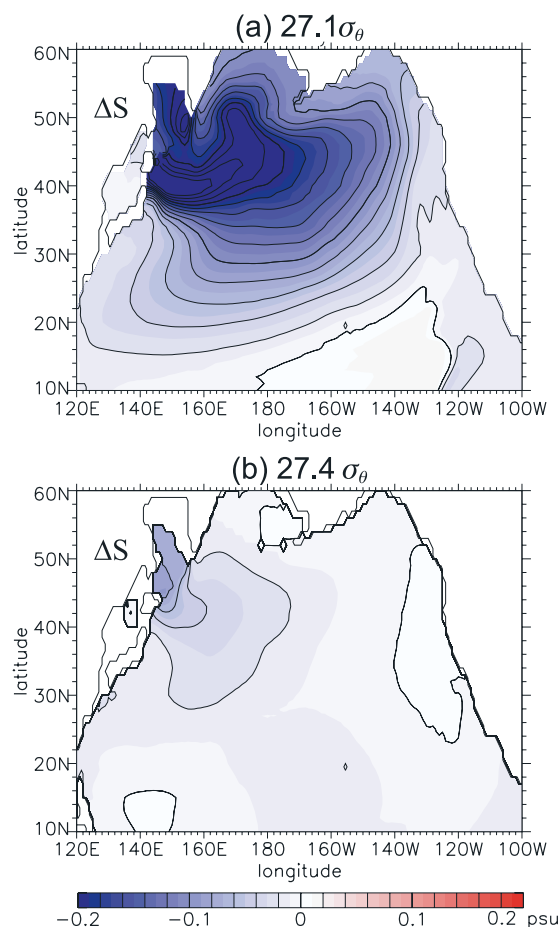 (a) 27.1σθ
60N
50N
40N
30N
20N
10N
latitude
ΔS
120E 140E 160E 180 160W 140W 120W 100W
longitude
(b) 27.4 σθ
60N
50N
40N
30N
20N
10N
latitude
ΔS
120E 140E 160E 180 160W 140W 120W 100W
longitude
-0.2 -0.1 0 0.1 0.2 psu